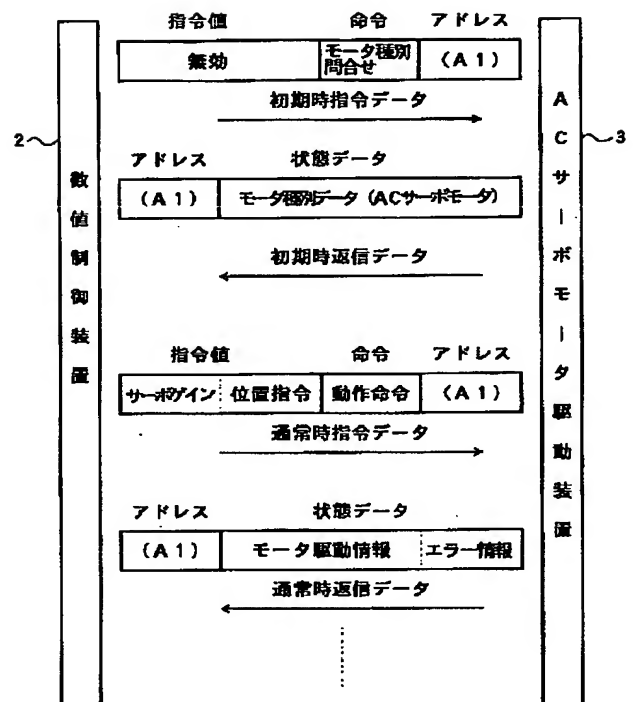 指令値 命令 アドレス
無効 モータ種別問合せ (A1)
初期時指令データ
2
数値制御装置
ACサーボモータ駆動装置
3
アドレス 状態データ
(A1) モータ種別データ (ACサーボモータ)
初期時返信データ
指令値 命令 アドレス
サーボゲイン 位置指令 動作命令 (A1)
通常時指令データ
アドレス 状態データ
(A1) モータ駆動情報 エラー情報
通常時返信データ